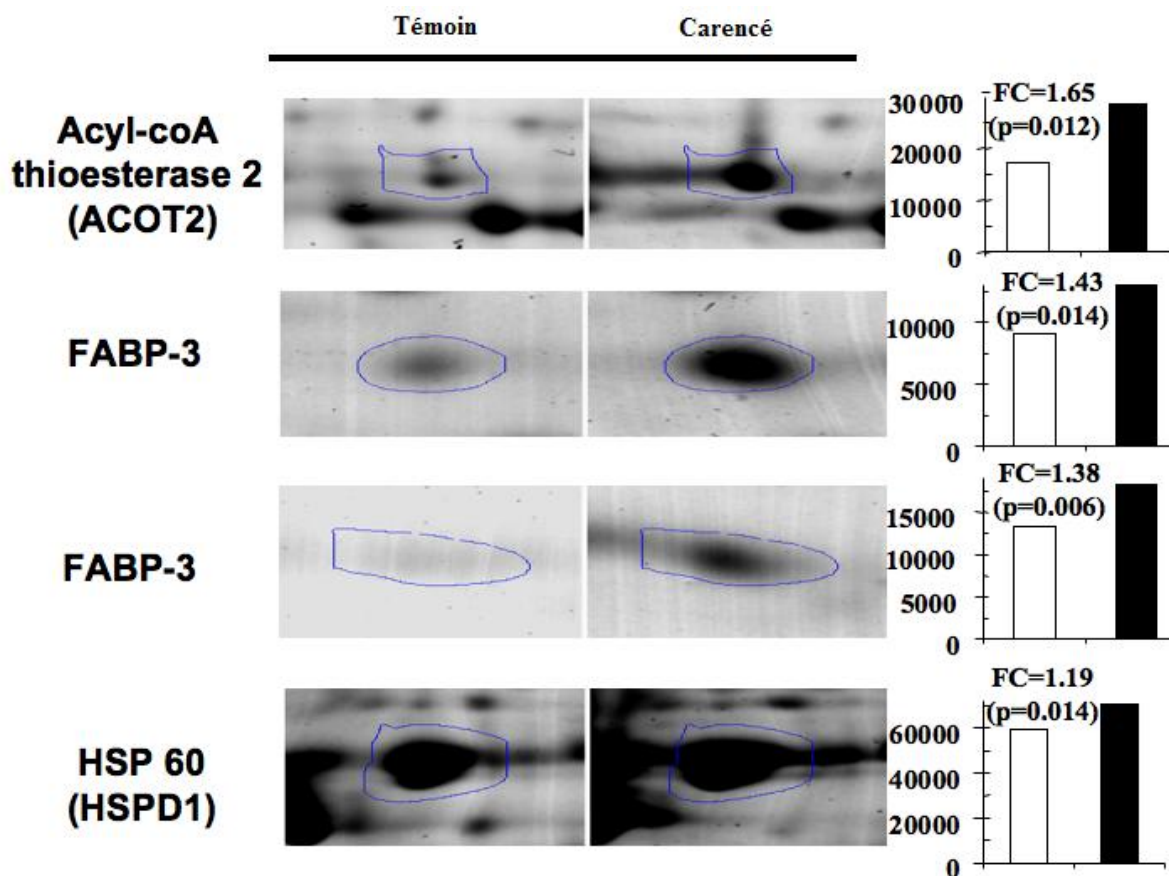 Témoin Carencé
Acyl-coA
thioesterase 2
(ACOT2)
30000
20000
10000
0
FC=1.65
(p=0.012)
FABP-3
10000
5000
0
FC=1.43
(p=0.014)
FABP-3
15000
10000
5000
0
FC=1.38
(p=0.006)
HSP 60
(HSPD1)
60000
40000
20000
0
FC=1.19
(p=0.014)